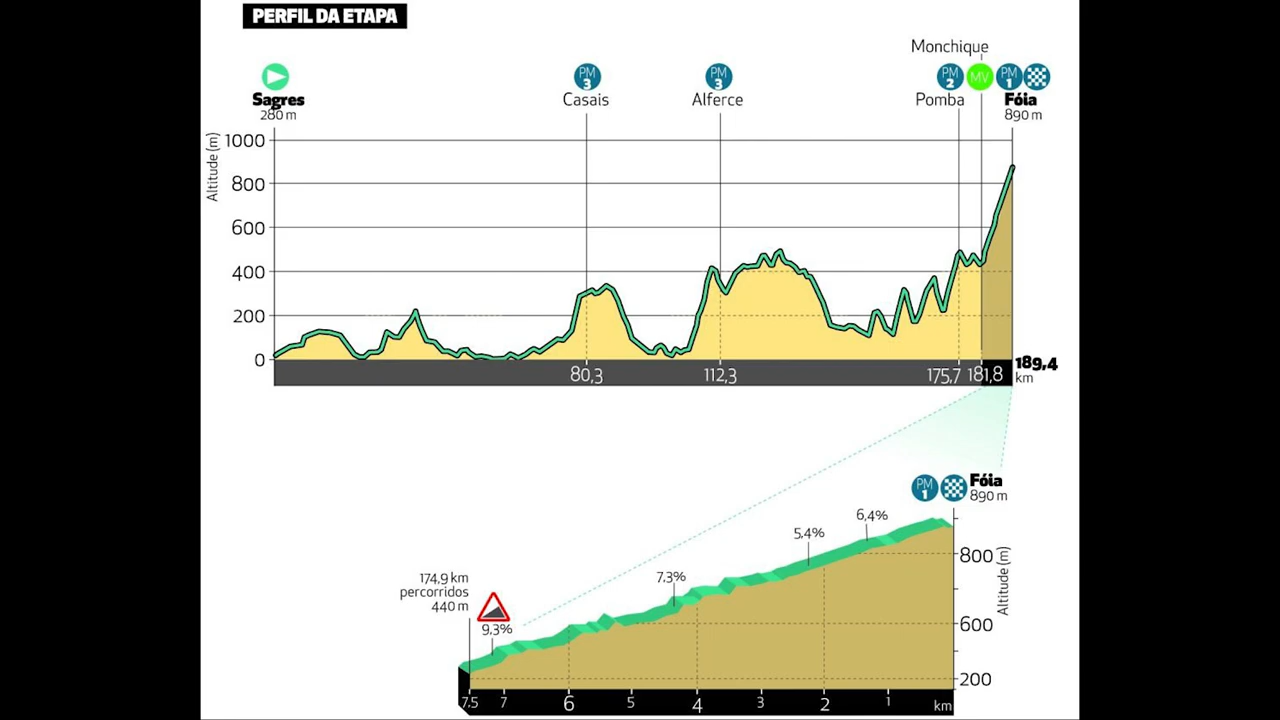 PERFIL DA ETAPA
Monchique
PM 3
PM 3
PM 2
MV
PM 1
Sagres
280 m
Casais
Alferce
Pomba
Fóia
890 m
Altitude (m)
1000
800
600
400
200
0
80,3
112,3
175,7
181,8
189,4
km
PM 1
Fóia
890 m
6,4%
5,4%
7.3%
174,9 km
percorridos
440 m
9,3%
800
600
200
Altitude (m)
7,5
7
6
5
4
3
2
1
km